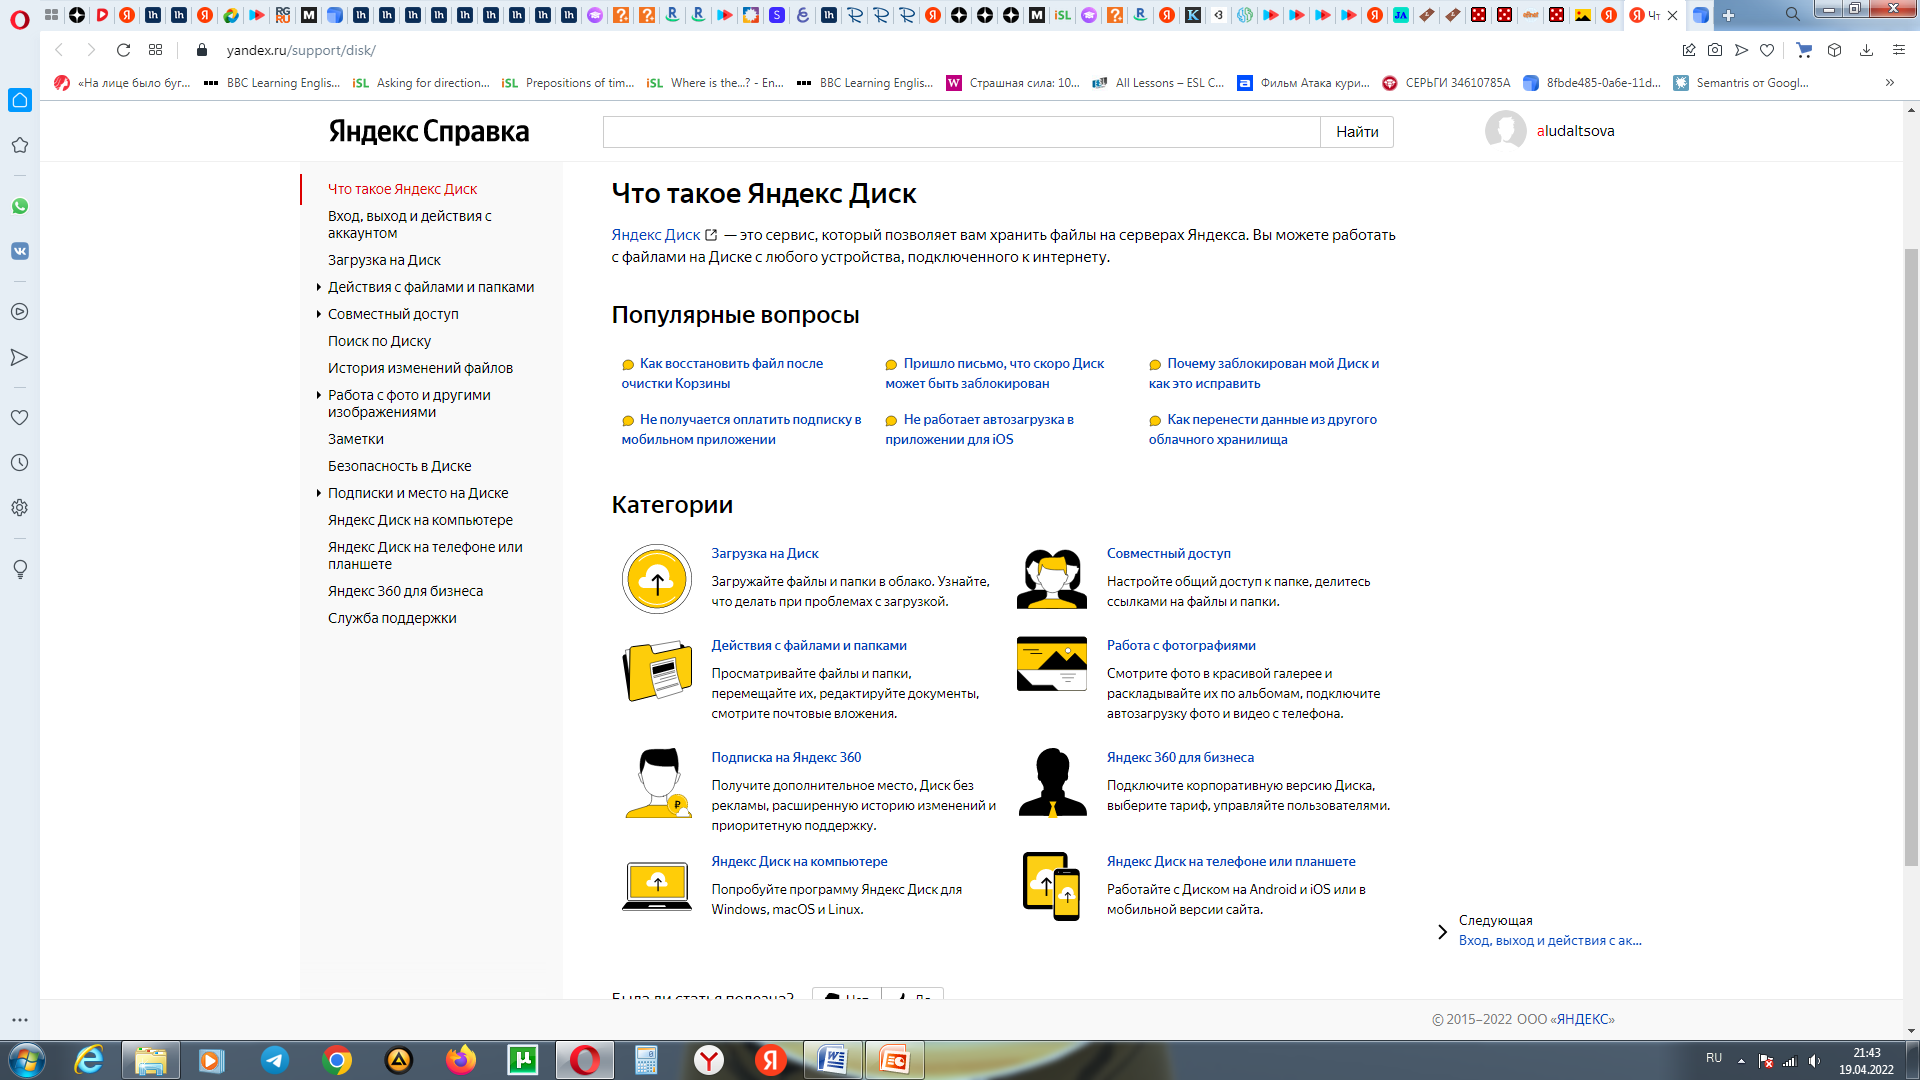 Чт
yandex.ru/support/disk/
«На лице было буг...
BBC Learning Englis...
iSL Asking for direction...
iSL Prepositions of tim...
iSL Where is the...? - En...
BBC Learning Englis...
W Страшная сила: 10...
All Lessons – ESL C...
а Фильм Атака кури...
СЕРЬГИ 34610785А
8fbde485-0a6e-11d...
Semantris от Googl...
»
Яндекс Справка
Найти
aludaltsova
Что такое Яндекс Диск
Вход, выход и действия с
аккаунтом
Загрузка на Диск
Действия с файлами и папками
Совместный доступ
Поиск по Диску
История изменений файлов
Работа с фото и другими
изображениями
Заметки
Безопасность в Диске
Подписки и место на Диске
Яндекс Диск на компьютере
Яндекс Диск на телефоне или
планшете
Яндекс 360 для бизнеса
Служба поддержки
Что такое Яндекс Диск
Яндекс Диск — это сервис, который позволяет вам хранить файлы на серверах Яндекса. Вы можете работать
с файлами на Диске с любого устройства, подключенного к интернету.
Популярные вопросы
Как восстановить файл после
очистки Корзины
Пришло письмо, что скоро Диск
может быть заблокирован
Почему заблокирован мой Диск и
как это исправить
Не получается оплатить подписку в
мобильном приложении
Не работает автозагрузка в
приложении для iOS
Как перенести данные из другого
облачного хранилища
Категории
Загрузка на Диск
Загружайте файлы и папки в облако. Узнайте,
что делать при проблемах с загрузкой.
Совместный доступ
Настройте общий доступ к папке, делитесь
ссылками на файлы и папки.
Действия с файлами и папками
Просматривайте файлы и папки,
перемещайте их, редактируйте документы,
смотрите почтовые вложения.
Работа с фотографиями
Смотрите фото в красивой галерее и
раскладывайте их по альбомам, подключите
автозагрузку фото и видео с телефона.
Подписка на Яндекс 360
Получите дополнительное место, Диск без
рекламы, расширенную историю изменений и
приоритетную поддержку.
Яндекс 360 для бизнеса
Подключите корпоративную версию Диска,
выберите тариф, управляйте пользователями.
Яндекс Диск на компьютере
Попробуйте программу Яндекс Диск для
Windows, macOS и Linux.
Яндекс Диск на телефоне или планшете
Работайте с Диском на Android и iOS или в
мобильной версии сайта.
Следующая
Вход, выход и действия с ак...
Была ли статья полезна?
Нет
Да
© 2015–2022 ООО «ЯНДЕКС»
RU
21:43
19.04.2022